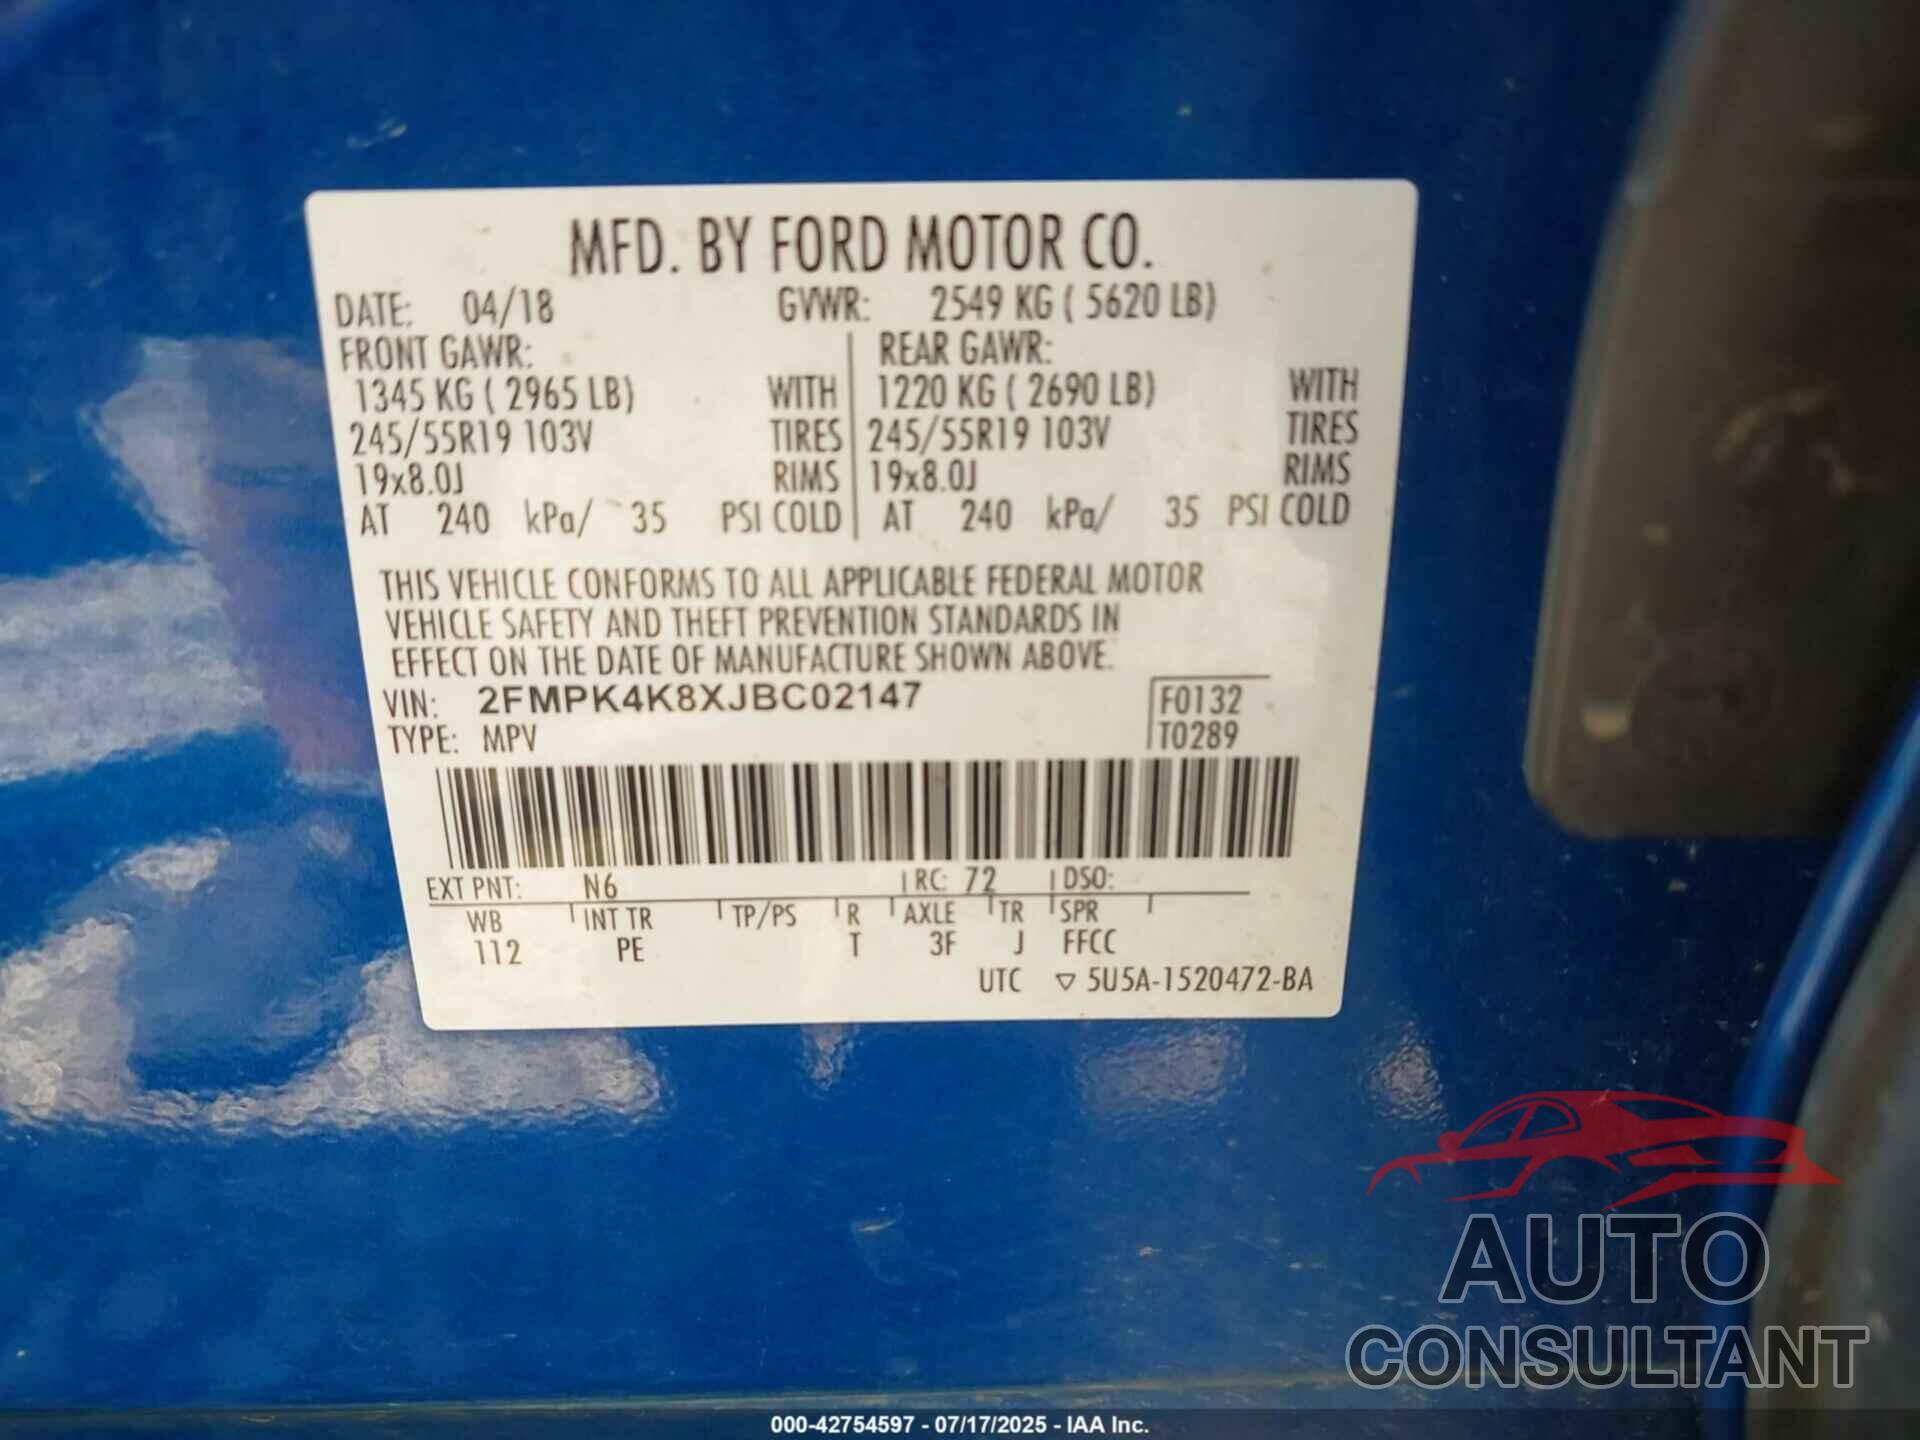 MFD. BY FORD MOTOR CO.
DATE: 04/18 GVWR: 2549 KG ( 5620 LB)
FRONT GAWR: REAR GAWR:
1345 KG ( 2965 LB) WITH 1220 KG ( 2690 LB) WITH
245/55R19 103V TIRES 245/55R19 103V TIRES
19x8.0J RIMS 19x8.0J RIMS
AT 240 kPa/ 35 PSI COLD AT 240 kPa/ 35 PSI COLD
THIS VEHICLE CONFORMS TO ALL APPLICABLE FEDERAL MOTOR
VEHICLE SAFETY AND THEFT PREVENTION STANDARDS IN
EFFECT ON THE DATE OF MANUFACTURE SHOWN ABOVE.
VIN: 2FMPK4K8XJBC02147 F0132
TYPE: MPV T0289
EXT PNT: N6 RC: 72 DSO:
WB INT TR TP/PS R AXLE TR SPR
112 PE T 3F J FFCC
UTC ▽ 5U5A-1520472-BA
AUTO
CONSULTANT
000-42754597 - 07/17/2025 - IAA Inc.